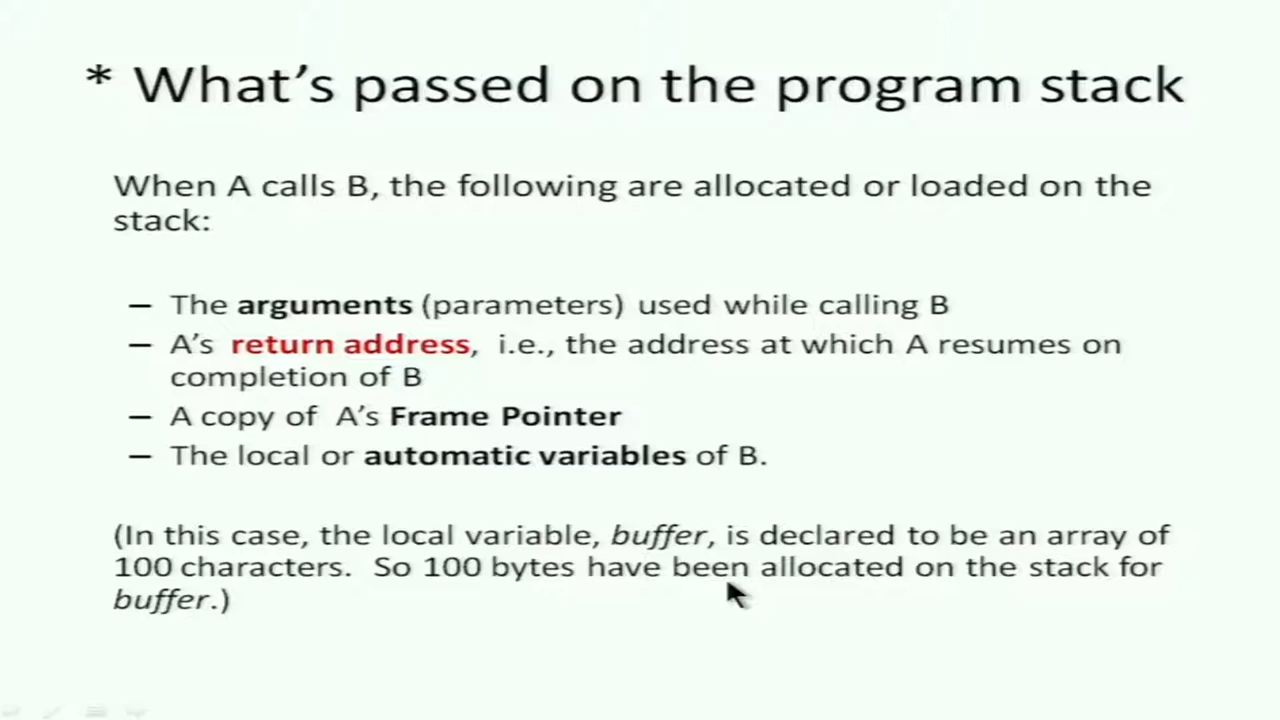 * What's passed on the program stack
When A calls B, the following are allocated or loaded on the
stack:
– The arguments (parameters) used while calling B
– A's return address, i.e., the address at which A resumes on
completion of B
– A copy of A's Frame Pointer
– The local or automatic variables of B.
(In this case, the local variable, buffer, is declared to be an array of
100 characters. So 100 bytes have been allocated on the stack for
buffer.)